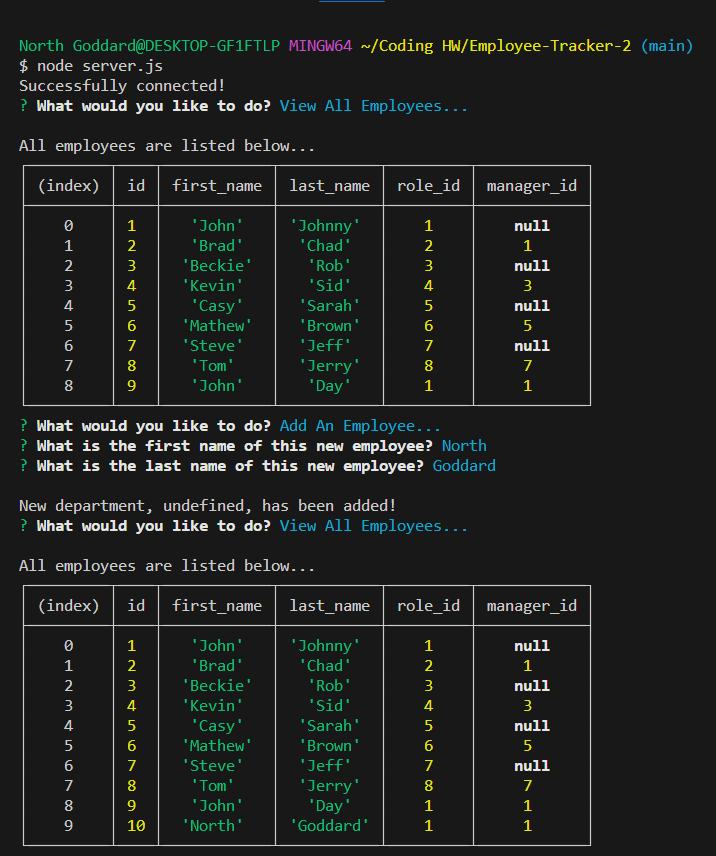 North Goddard@DESKTOP-GF1FTLP MINGW64 ~/Coding HW/Employee-Tracker-2 (main)
$ node server.js
Successfully connected!
? What would you like to do? View All Employees...
All employees are listed below...
(index) id first_name last_name role_id manager_id
0 1 'John' 'Johnny' 1 null
1 2 'Brad' 'Chad' 2 1
2 3 'Beckie' 'Rob' 3 null
3 4 'Kevin' 'Sid' 4 3
4 5 'Casy' 'Sarah' 5 null
5 6 'Mathew' 'Brown' 6 5
6 7 'Steve' 'Jeff' 7 null
7 8 'Tom' 'Jerry' 8 7
8 9 'John' 'Day' 1 1
? What would you like to do? Add An Employee...
? What is the first name of this new employee? North
? What is the last name of this new employee? Goddard
New department, undefined, has been added!
? What would you like to do? View All Employees...
All employees are listed below...
(index) id first_name last_name role_id manager_id
0 1 'John' 'Johnny' 1 null
1 2 'Brad' 'Chad' 2 1
2 3 'Beckie' 'Rob' 3 null
3 4 'Kevin' 'Sid' 4 3
4 5 'Casy' 'Sarah' 5 null
5 6 'Mathew' 'Brown' 6 5
6 7 'Steve' 'Jeff' 7 null
7 8 'Tom' 'Jerry' 8 7
8 9 'John' 'Day' 1 1
9 10 'North' 'Goddard' 1 1